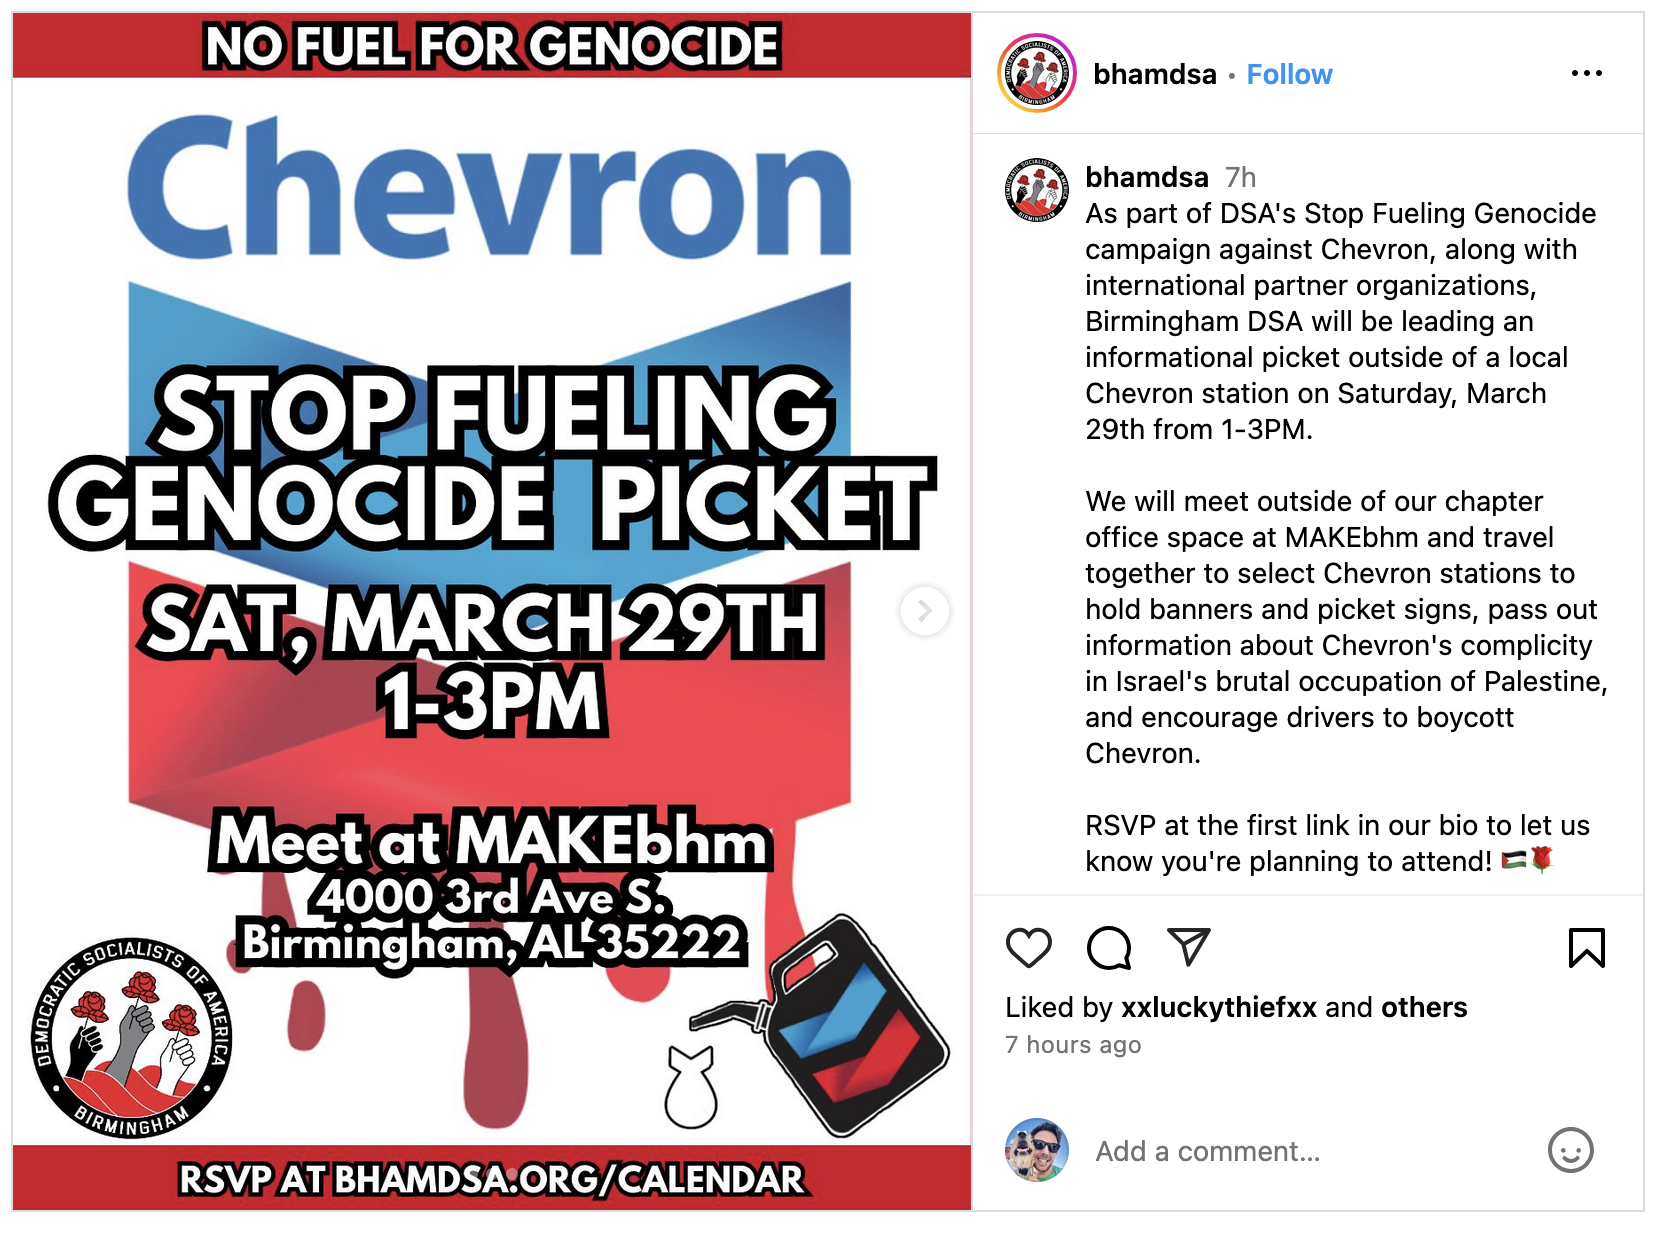 NO FUEL FOR GENOCIDE
Chevron
STOP FUELING
GENOCIDE PICKET
SAT, MARCH 29TH
1-3PM
Meet at MAKEbhm
4000 3rd Ave S.
Birmingham, AL 35222
DEMOCRATIC SOCIALISTS OF AMERICA
• BIRMINGHAM •
RSVP AT BHAMDSA.ORG/CALENDAR
bhamdsa • Follow
bhamdsa 7h
As part of DSA's Stop Fueling Genocide
campaign against Chevron, along with
international partner organizations,
Birmingham DSA will be leading an
informational picket outside of a local
Chevron station on Saturday, March
29th from 1-3PM.
We will meet outside of our chapter
office space at MAKEbhm and travel
together to select Chevron stations to
hold banners and picket signs, pass out
information about Chevron's complicity
in Israel's brutal occupation of Palestine,
and encourage drivers to boycott
Chevron.
RSVP at the first link in our bio to let us
know you're planning to attend! 🇵🇸🌹
Liked by xxluckythiefxx and others
7 hours ago
Add a comment...